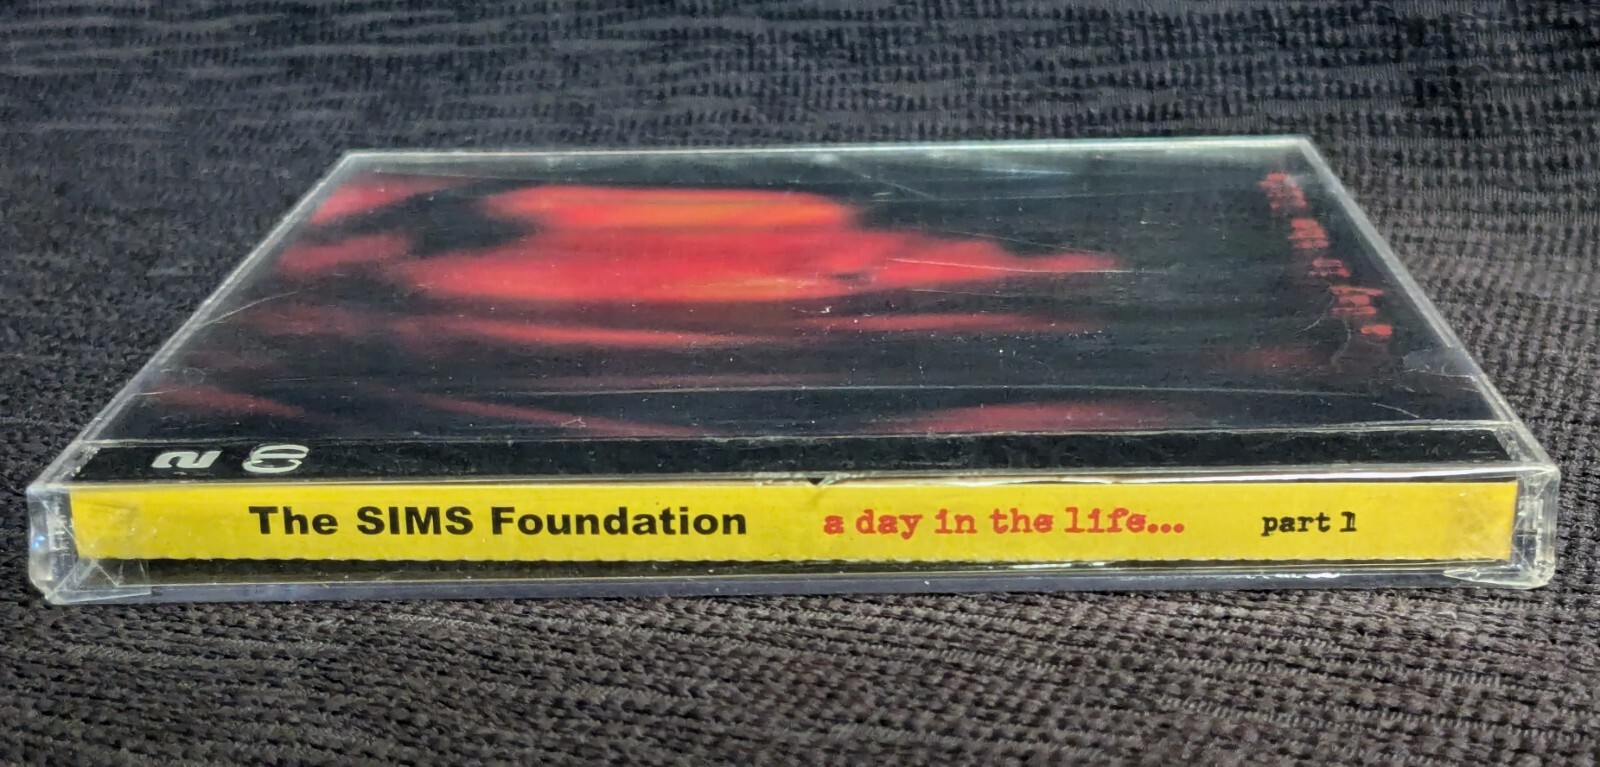 The SIMS Foundation a day in the life... part 1